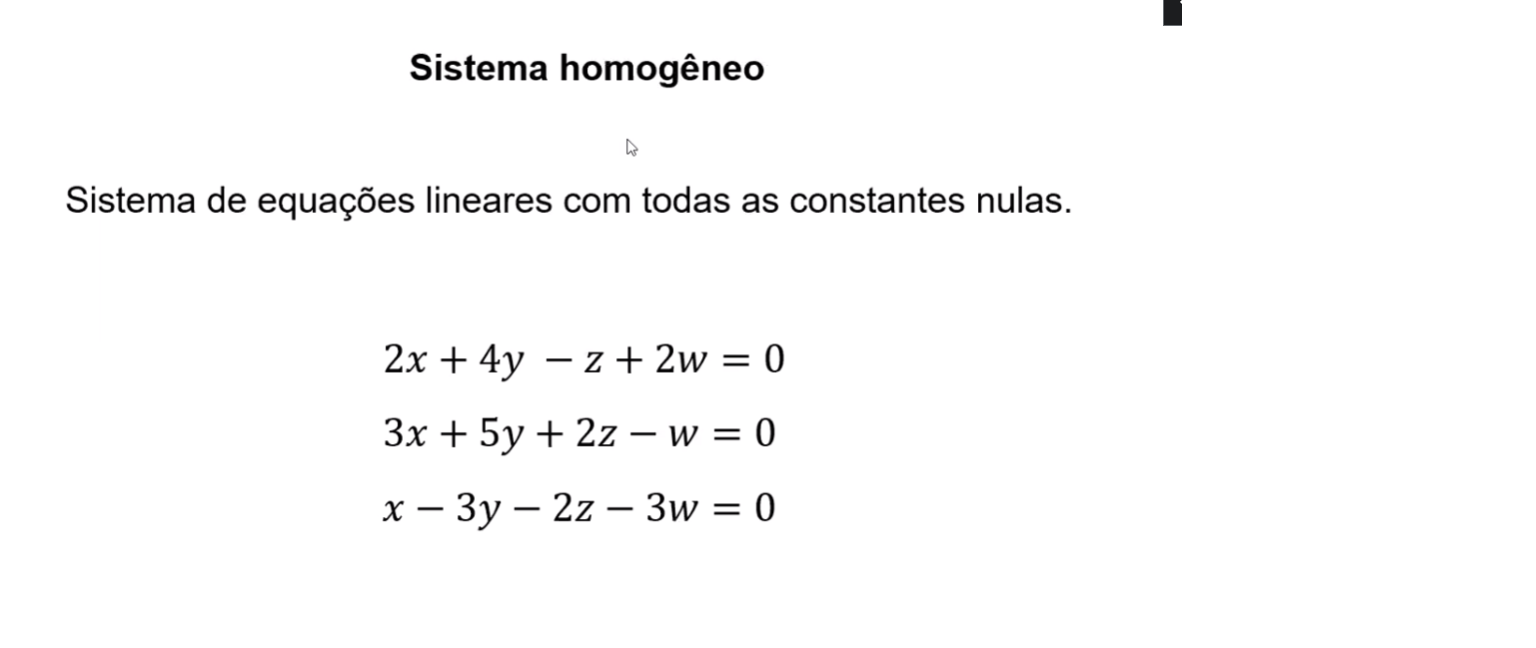 Sistema homogêneo
Sistema de equações lineares com todas as constantes nulas.
2x + 4y − z + 2w = 0
3x + 5y + 2z − w = 0
x − 3y − 2z − 3w = 0